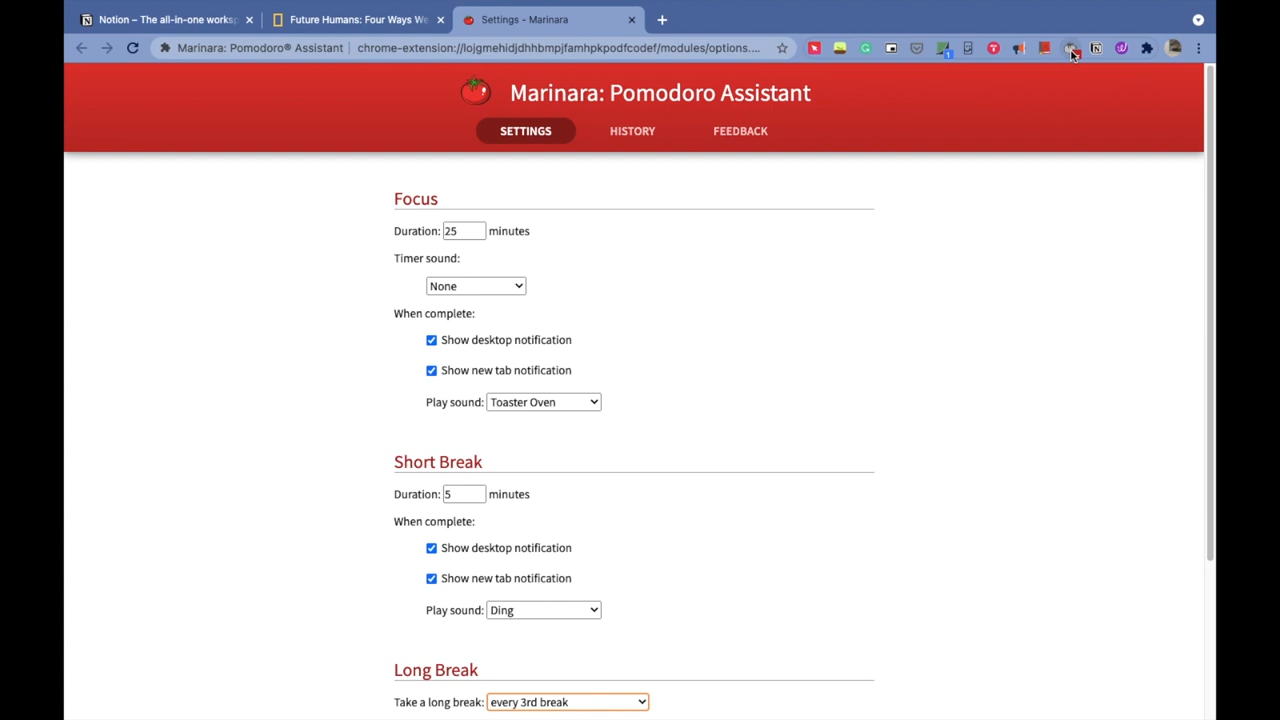 Notion – The all-in-one worksp
Future Humans: Four Ways We
Settings - Marinara
Marinara: Pomodoro® Assistant
chrome-extension://lojgmehidjdhhbmpjfamhpkpodfcodef/modules/options....
Marinara: Pomodoro Assistant
SETTINGS
HISTORY
FEEDBACK
Focus
Duration: 25 minutes
Timer sound:
None
When complete:
Show desktop notification
Show new tab notification
Play sound: Toaster Oven
Short Break
Duration: 5 minutes
When complete:
Show desktop notification
Show new tab notification
Play sound: Ding
Long Break
Take a long break: every 3rd break